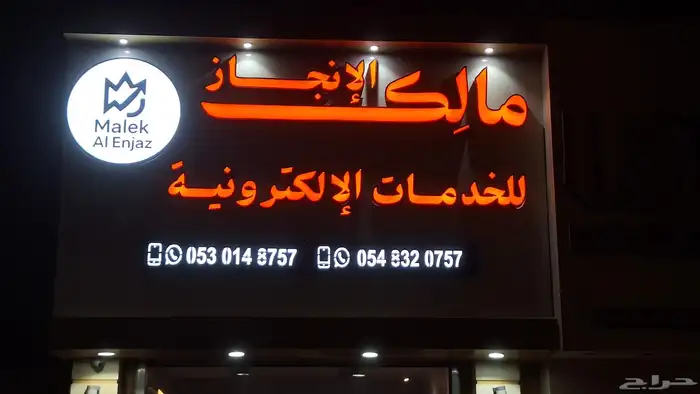 مالك الإنجاز
للخدمات الإلكترونية
Malek
Al Enjaz
053 014 8757
054 832 0757
حراج